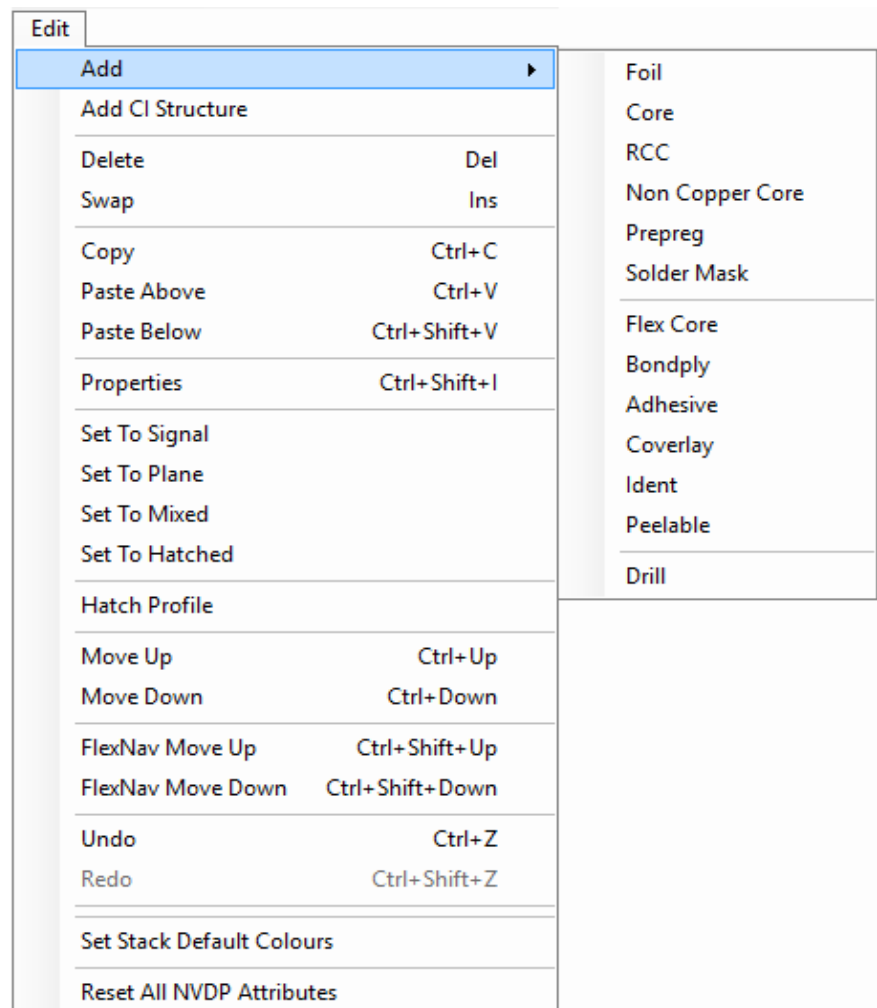 Edit
Add
Add CI Structure
Delete Del
Swap Ins
Copy Ctrl+C
Paste Above Ctrl+V
Paste Below Ctrl+Shift+V
Properties Ctrl+Shift+I
Set To Signal
Set To Plane
Set To Mixed
Set To Hatched
Hatch Profile
Move Up Ctrl+Up
Move Down Ctrl+Down
FlexNav Move Up Ctrl+Shift+Up
FlexNav Move Down Ctrl+Shift+Down
Undo Ctrl+Z
Redo Ctrl+Shift+Z
Set Stack Default Colours
Reset All NVDP Attributes
Foil
Core
RCC
Non Copper Core
Prepreg
Solder Mask
Flex Core
Bondply
Adhesive
Coverlay
Ident
Peelable
Drill